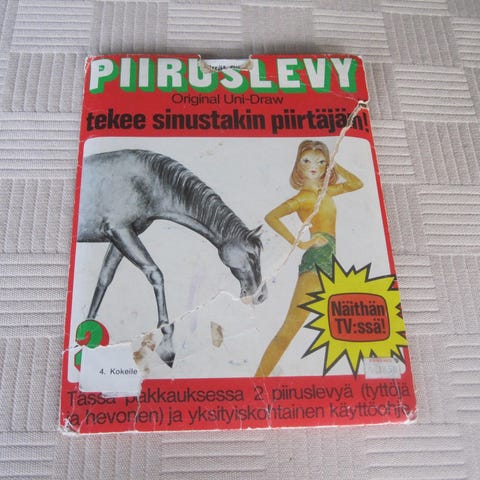 PIIRUSLEVY
Original Uni-Draw
tekee sinustakin piirtäjän!
Näithän
TV:ssä!
2
4. Kokeile
Tässä pakkauksessa 2 piiruslevyä (tyttöjä
ja hevonen) ja yksityiskohtainen käyttöohje